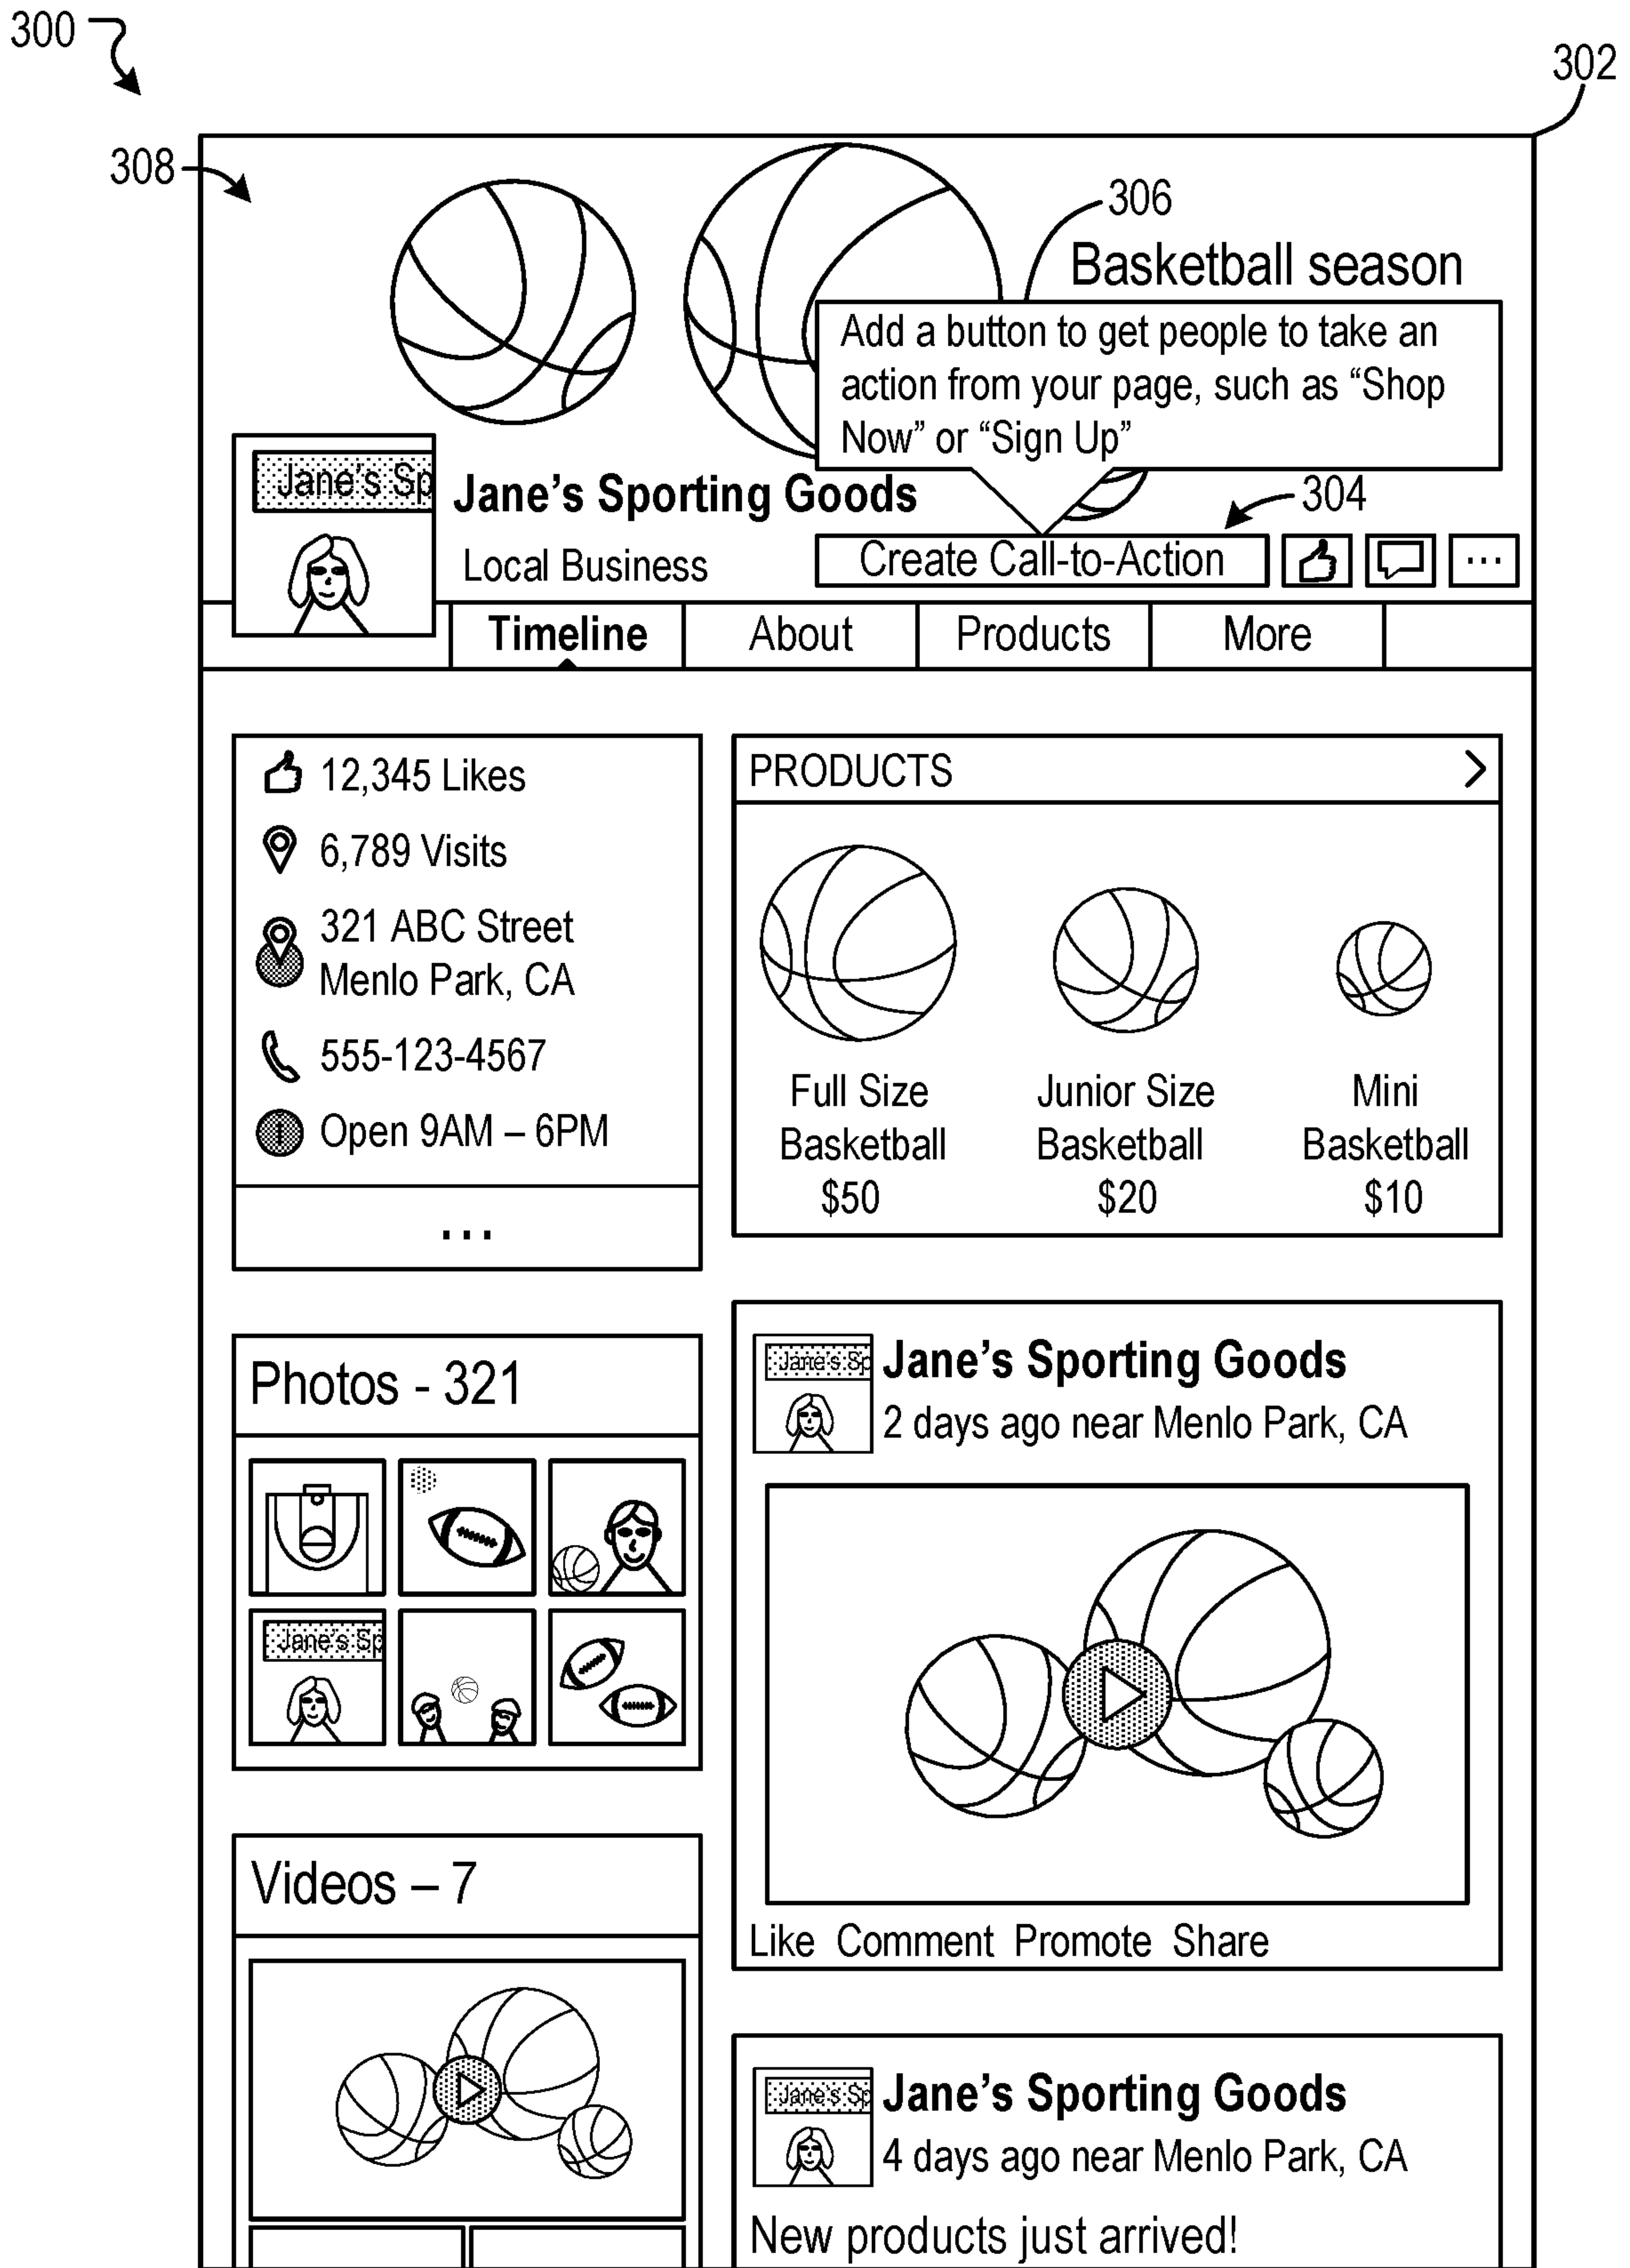 300
302
308
306
Basketball season
Add a button to get people to take an
action from your page, such as “Shop
Now” or “Sign Up”
Jane’s Sp
Jane’s Sporting Goods
304
Local Business
Create Call-to-Action
...
Timeline
About
Products
More
12,345 Likes
6,789 Visits
321 ABC Street
Menlo Park, CA
555-123-4567
Open 9AM – 6PM
...
PRODUCTS
Full Size
Basketball
$50
Junior Size
Basketball
$20
Mini
Basketball
$10
Photos - 321
Jane’s Sp
Videos – 7
Jane’s Sp
Jane’s Sporting Goods
2 days ago near Menlo Park, CA
Like Comment Promote Share
Jane’s Sp
Jane’s Sporting Goods
4 days ago near Menlo Park, CA
New products just arrived!